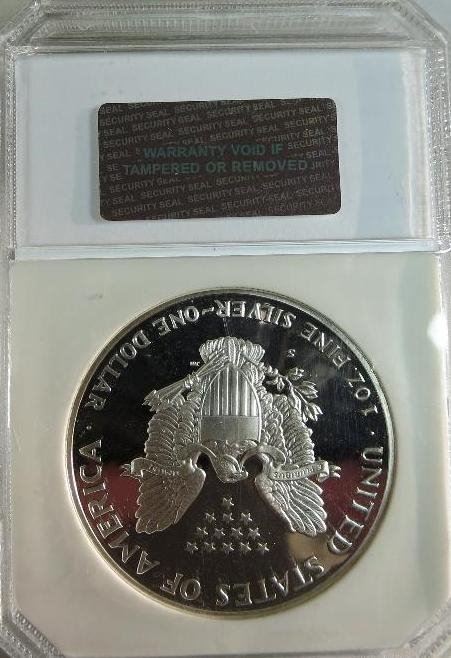 SECURITY SEAL SECURITY SEAL SECURITY SEAL
WARRANTY VOID IF
TAMPERED OR REMOVED
UNITED STATES OF AMERICA
1 OZ. FINE SILVER~ONE DOLLAR
S